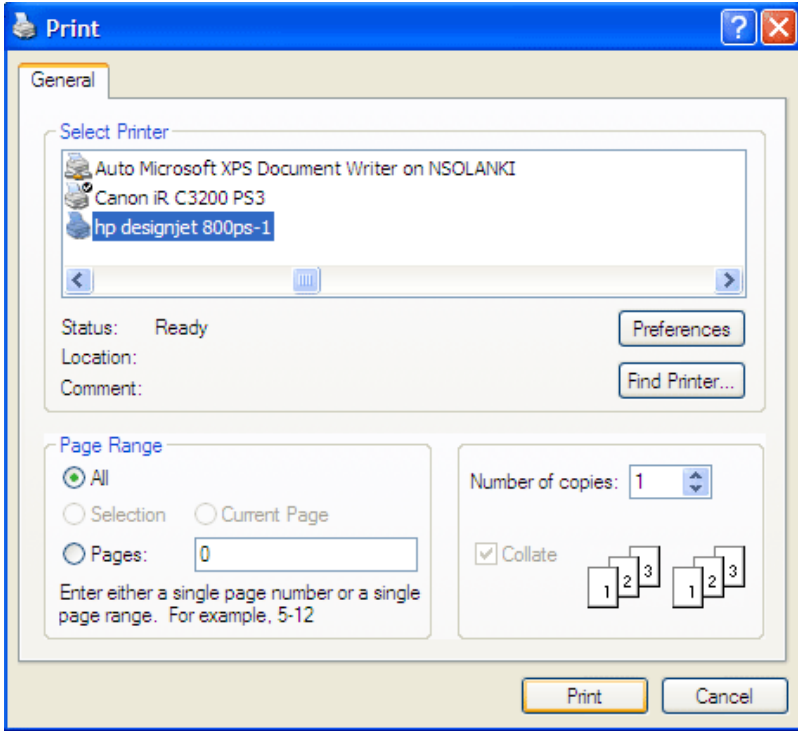 Print
General
Select Printer
Auto Microsoft XPS Document Writer on NSOLANKI
Canon iR C3200 PS3
hp designjet 800ps-1
Status: Ready
Preferences
Location:
Find Printer...
Comment:
Page Range
All
Number of copies: 1
Selection Current Page
Pages: 0
Collate
1 2 3 1 2 3
Enter either a single page number or a single
page range. For example, 5-12
Print Cancel